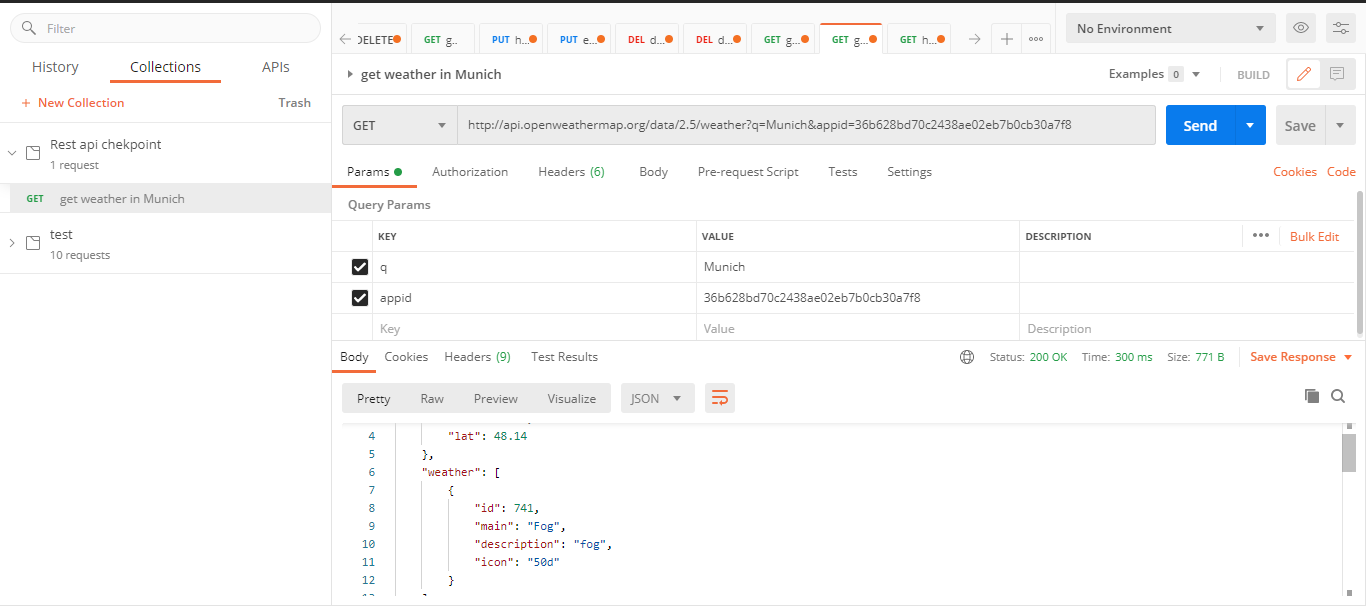 Filter
History Collections APIs
+ New Collection Trash
Rest api chekpoint
1 request
GET get weather in Munich
test
10 requests
DELETE GET g.. PUT h... PUT e... DEL d... DEL d... GET g... GET g... GET h...
No Environment
get weather in Munich
Examples 0 BUILD
GET http://api.openweathermap.org/data/2.5/weather?q=Munich&appid=36b628bd70c2438ae02eb7b0cb30a7f8 Send Save
Params Authorization Headers (6) Body Pre-request Script Tests Settings Cookies Code
Query Params
KEY VALUE DESCRIPTION ••• Bulk Edit
q Munich
appid 36b628bd70c2438ae02eb7b0cb30a7f8
Key Value Description
Body Cookies Headers (9) Test Results Status: 200 OK Time: 300 ms Size: 771 B Save Response
Pretty Raw Preview Visualize JSON
4 "lat": 48.14
5 },
6 "weather": [
7 {
8 "id": 741,
9 "main": "Fog",
10 "description": "fog",
11 "icon": "50d"
12 }